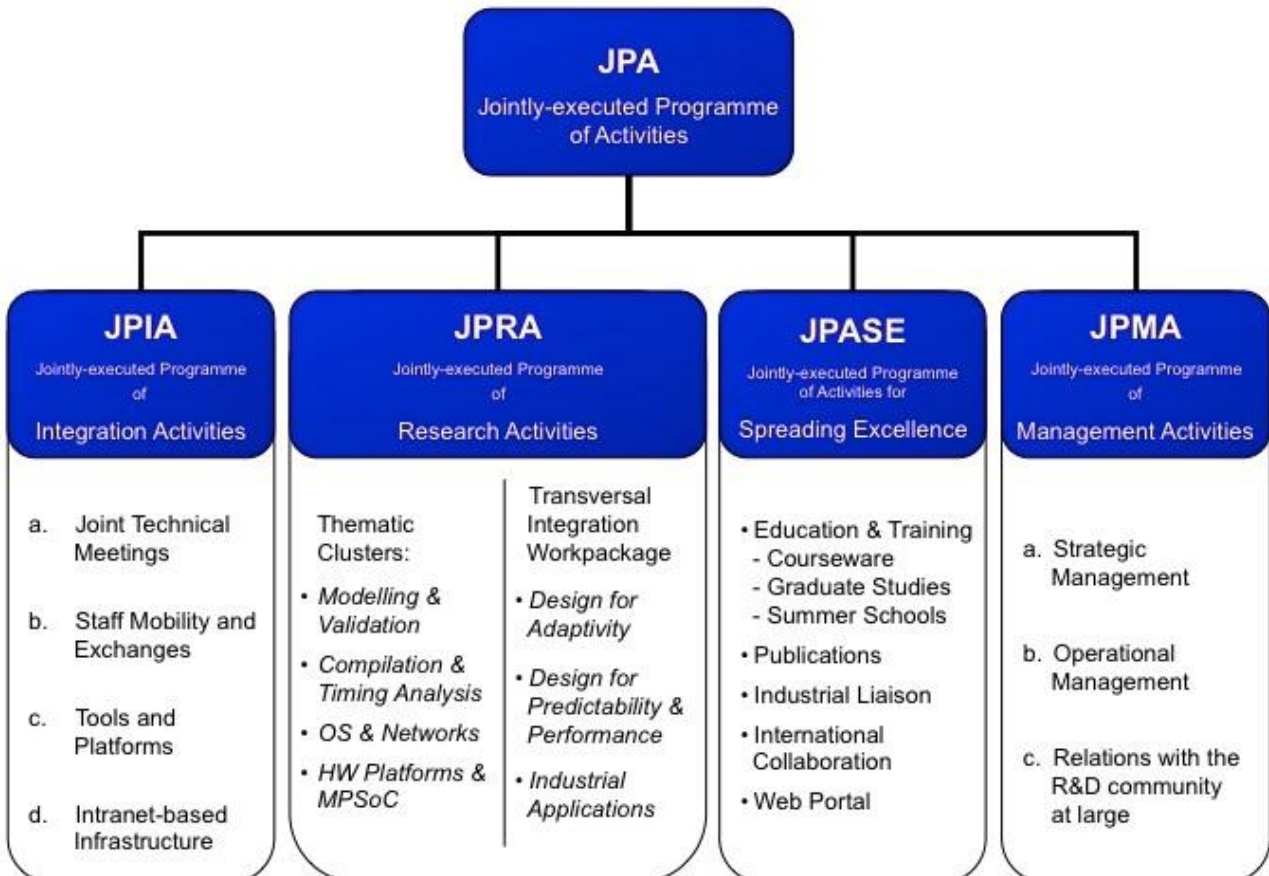 JPA
Jointly-executed Programme
of Activities
JPIA
Jointly-executed Programme
of
Integration Activities
a. Joint Technical
Meetings
b. Staff Mobility and
Exchanges
c. Tools and
Platforms
d. Intranet-based
Infrastructure
JPRA
Jointly-executed Programme
of
Research Activities
Thematic
Clusters:
• Modelling &
Validation
• Compilation &
Timing Analysis
• OS & Networks
• HW Platforms &
MPSoC
Transversal
Integration
Workpackage
• Design for
Adaptivity
• Design for
Predictability &
Performance
• Industrial
Applications
JPASE
Jointly-executed Programme
of Activities for
Spreading Excellence
• Education & Training
- Courseware
- Graduate Studies
- Summer Schools
• Publications
• Industrial Liaison
• International
Collaboration
• Web Portal
JPMA
Jointly-executed Programme
of
Management Activities
a. Strategic
Management
b. Operational
Management
c. Relations with the
R&D community
at large